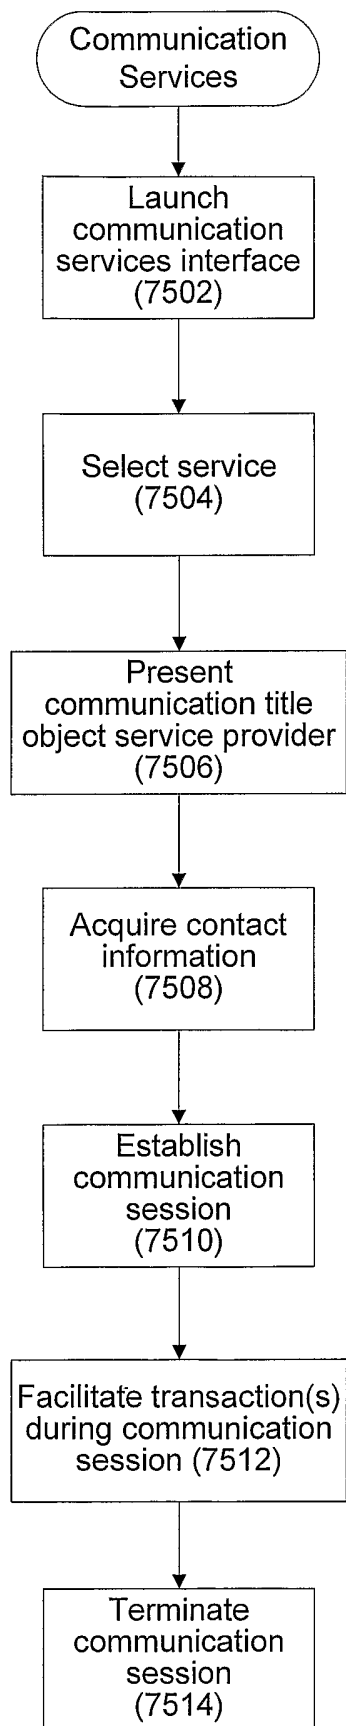 Communication
Services
Launch
communication
services interface
(7502)
Select service
(7504)
Present
communication title
object service provider
(7506)
Acquire contact
information
(7508)
Establish
communication
session
(7510)
Facilitate transaction(s)
during communication
session (7512)
Terminate
communication
session
(7514)